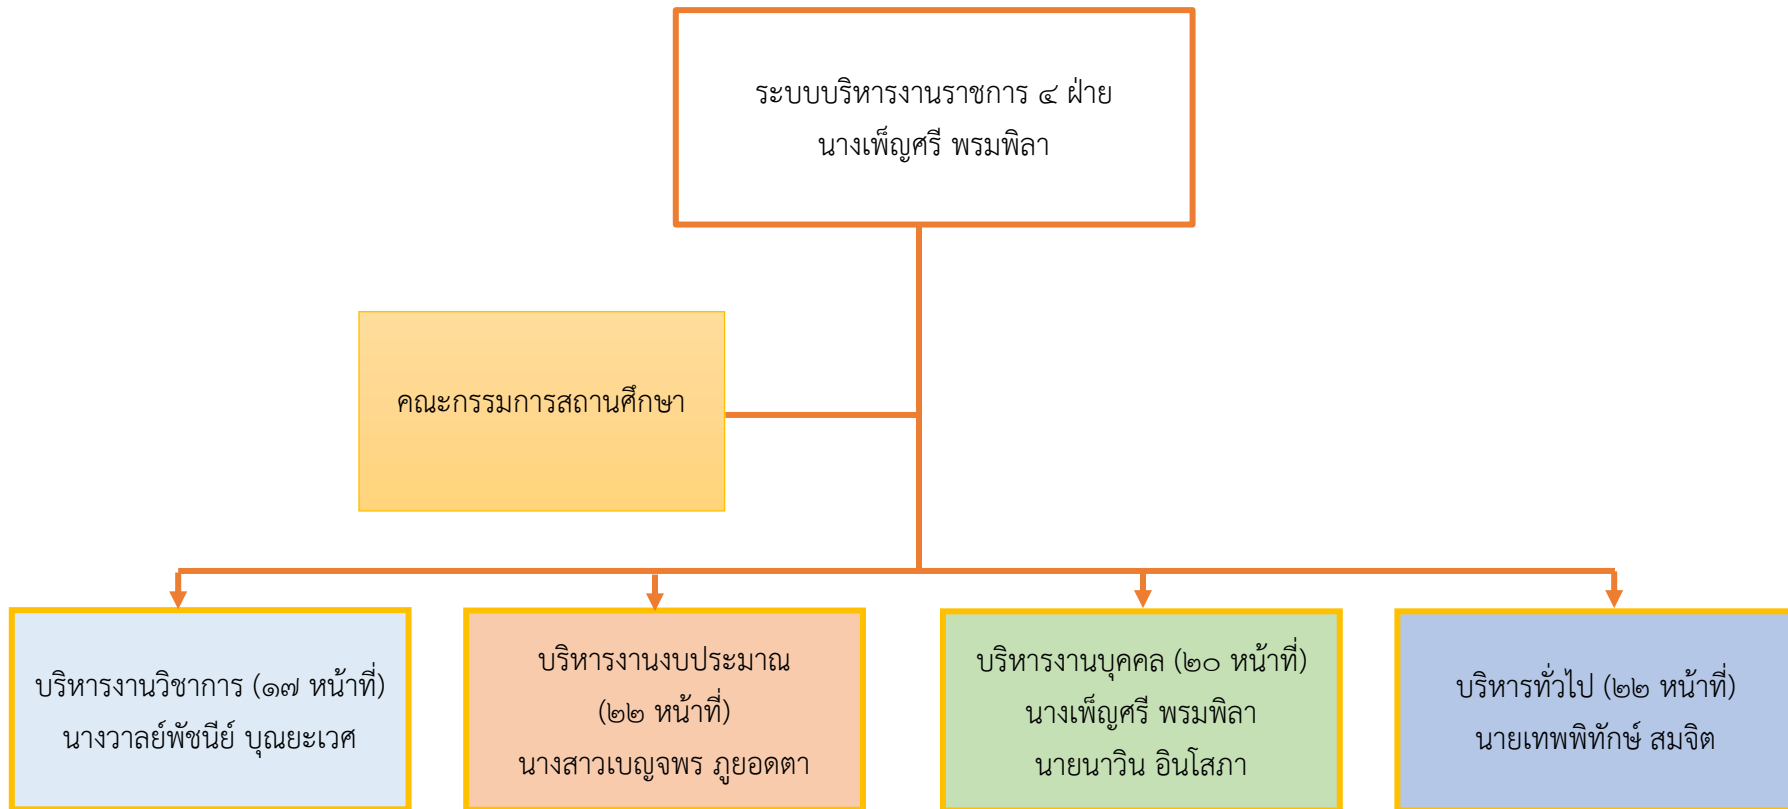 ระบบบริหารงานราชการ ๔ ฝ่าย
นางเพ็ญศรี พรมพิลา
คณะกรรมการสถานศึกษา
บริหารงานวิชาการ (๑๗ หน้าที่)
นางวาลย์พัชนีย์ บุณยะเวศ
บริหารงานงบประมาณ
(๒๒ หน้าที่)
นางสาวเบญจพร ภูยอดตา
บริหารงานบุคคล (๒๐ หน้าที่)
นางเพ็ญศรี พรมพิลา
นายนาวิน อินโสภา
บริหารทั่วไป (๒๒ หน้าที่)
นายเทพพิทักษ์ สมจิต